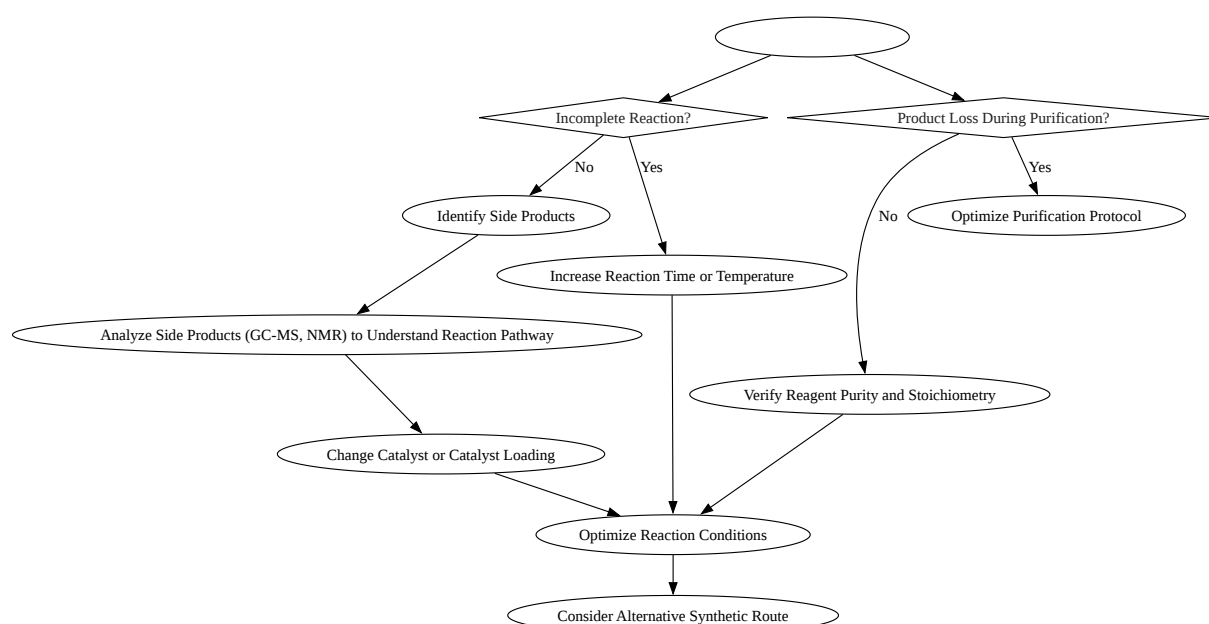 Incomplete Reaction?
Product Loss During Purification?
No
Yes
Yes
Identify Side Products
No
Optimize Purification Protocol
Increase Reaction Time or Temperature
Analyze Side Products (GC-MS, NMR) to Understand Reaction Pathway
Verify Reagent Purity and Stoichiometry
Change Catalyst or Catalyst Loading
Optimize Reaction Conditions
Consider Alternative Synthetic Route